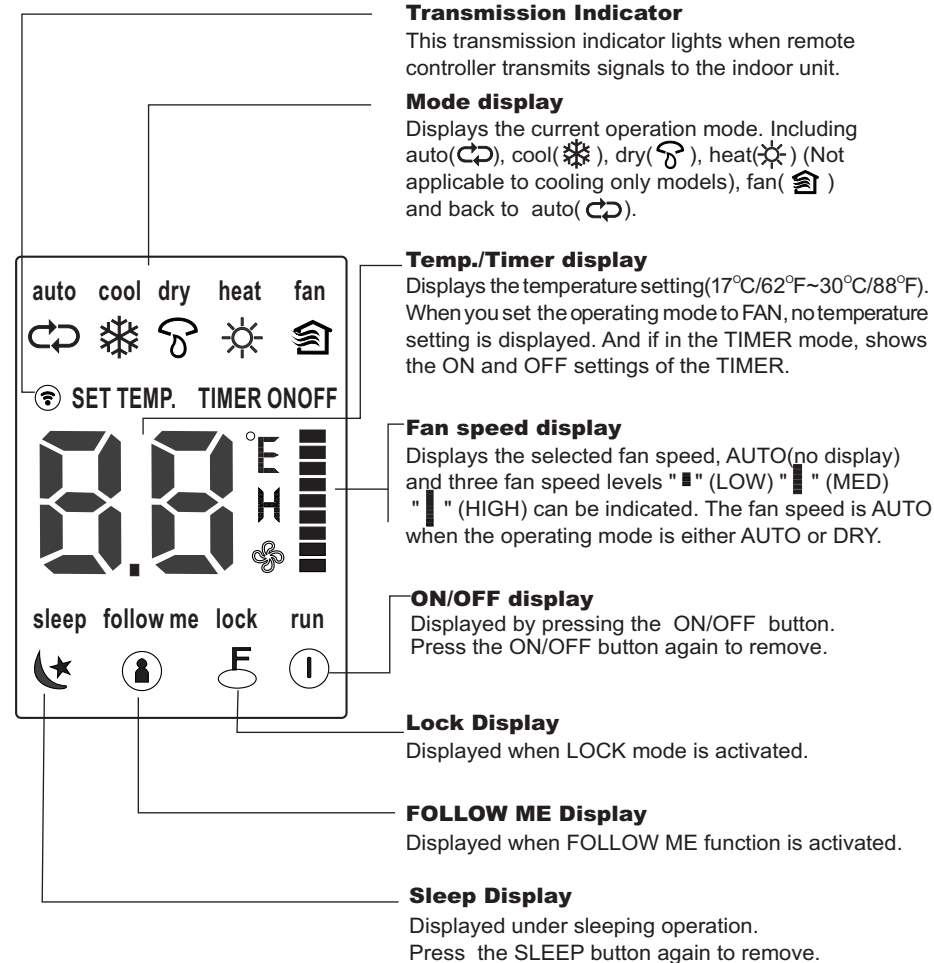 Transmission Indicator
This transmission indicator lights when remote
controller transmits signals to the indoor unit.
Mode display
Displays the current operation mode. Including
auto( ), cool( ), dry( ), heat( ) (Not
applicable to cooling only models), fan( )
and back to auto( ).
Temp./Timer display
Displays the temperature setting(17°C/62°F~30°C/88°F).
When you set the operating mode to FAN, no temperature
setting is displayed. And if in the TIMER mode, shows
the ON and OFF settings of the TIMER.
Fan speed display
Displays the selected fan speed, AUTO(no display)
and three fan speed levels " " (LOW) " " (MED)
" " (HIGH) can be indicated. The fan speed is AUTO
when the operating mode is either AUTO or DRY.
ON/OFF display
Displayed by pressing the ON/OFF button.
Press the ON/OFF button again to remove.
Lock Display
Displayed when LOCK mode is activated.
FOLLOW ME Display
Displayed when FOLLOW ME function is activated.
Sleep Display
Displayed under sleeping operation.
Press the SLEEP button again to remove.
auto cool dry heat fan
SET TEMP. TIMER ONOFF
8.8 °E
H
sleep follow me lock run